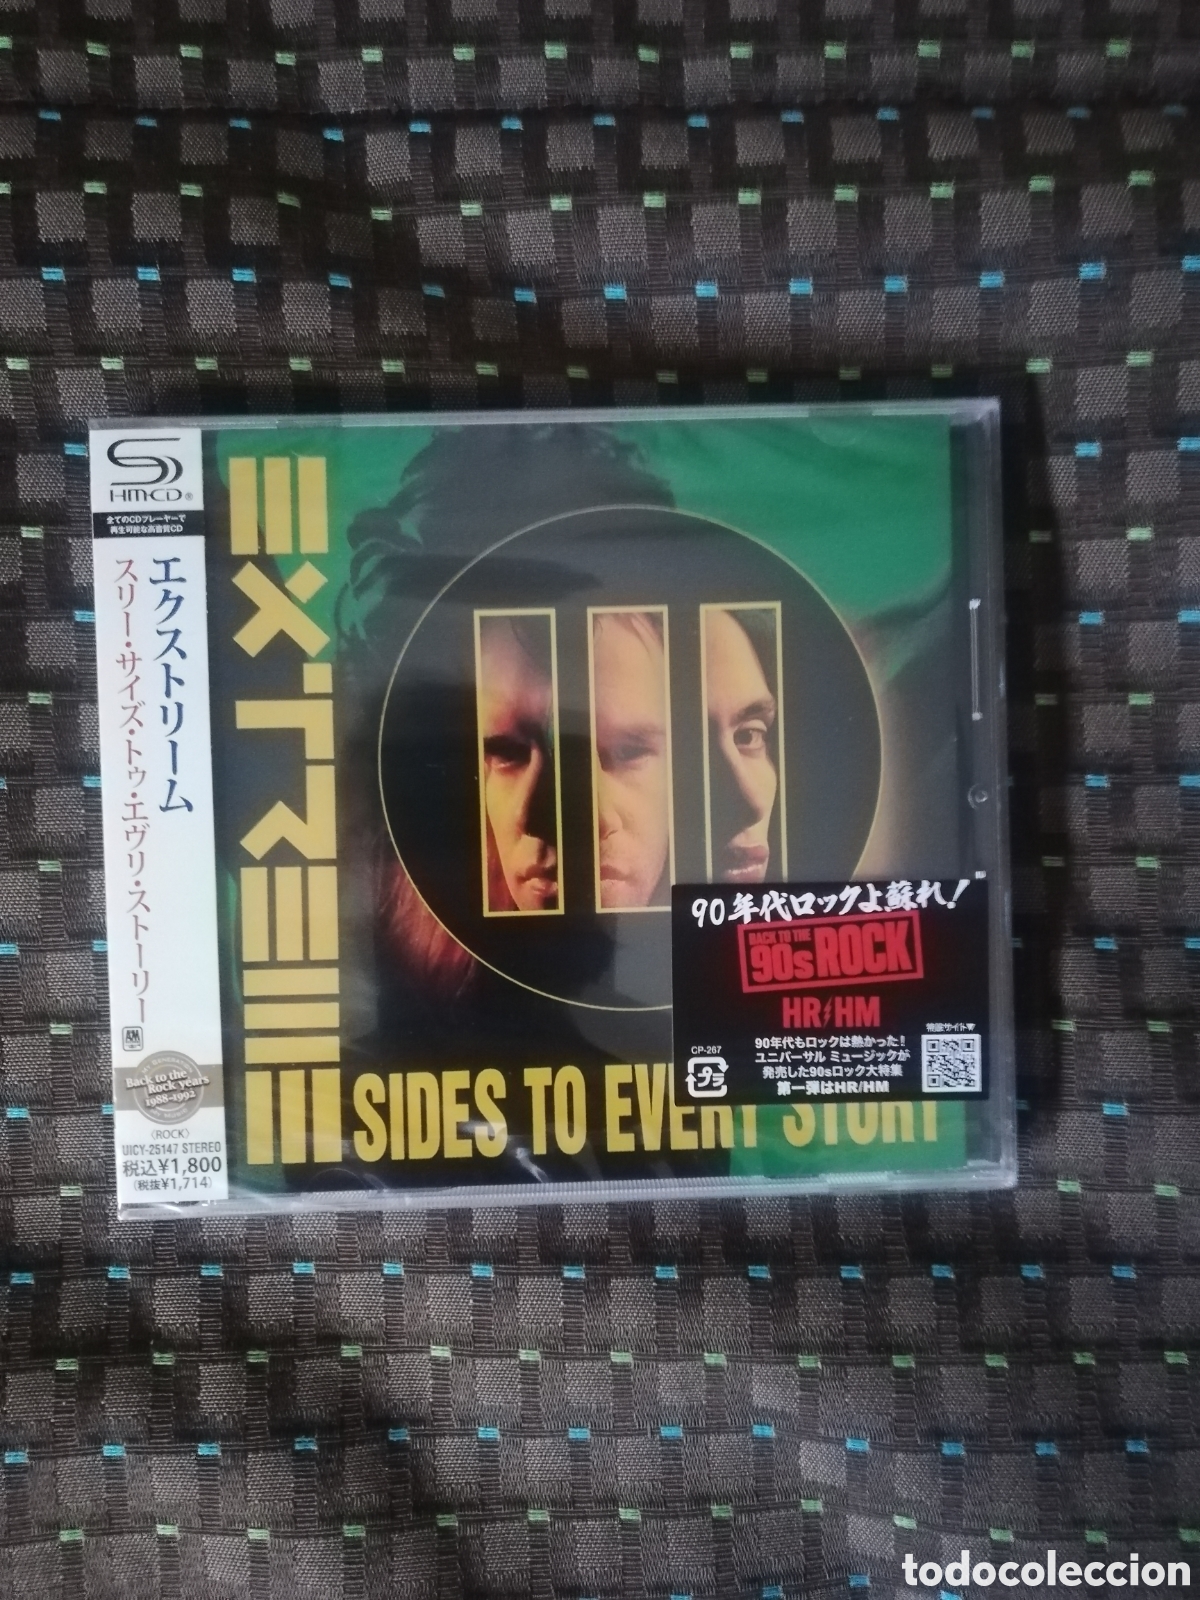 SHM-CD®
全てのCDプレーヤーで
再生可能な高音質CD
エクストリーム
スリー・サイズ・トゥ・エヴリ・ストーリー
A&M
Back to the
Rock years
1988-1992
〈ROCK〉
UICY-25147 STEREO
税込¥1,800
(税抜¥1,714)
EXTREME
III SIDES TO EVERY STORY
90年代ロックよ蘇れ!
BACK TO THE
90s ROCK
HR HM
CP-267
90年代もロックは熱かった!
ユニバーサル ミュージックが
発売した90sロック大特集
第一弾はHR/HM
特設サイト▼
todocoleccion